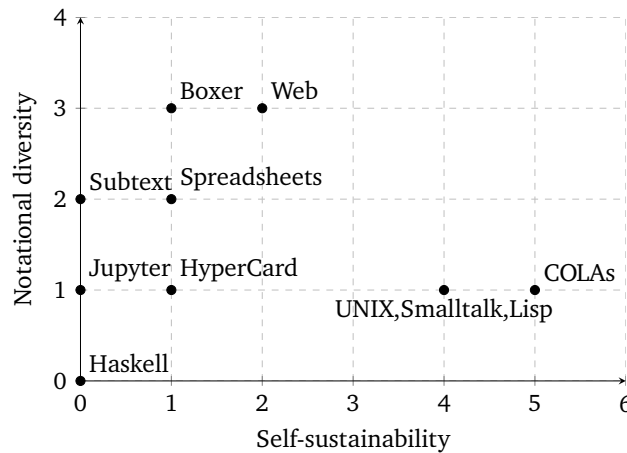 4
Boxer Web
3
Subtext Spreadsheets
2
Jupyter HyperCard
COLAs
1
UNIX,Smalltalk,Lisp
Haskell
0
0 1 2 3 4 5 6
Self-sustainability
Notational diversity